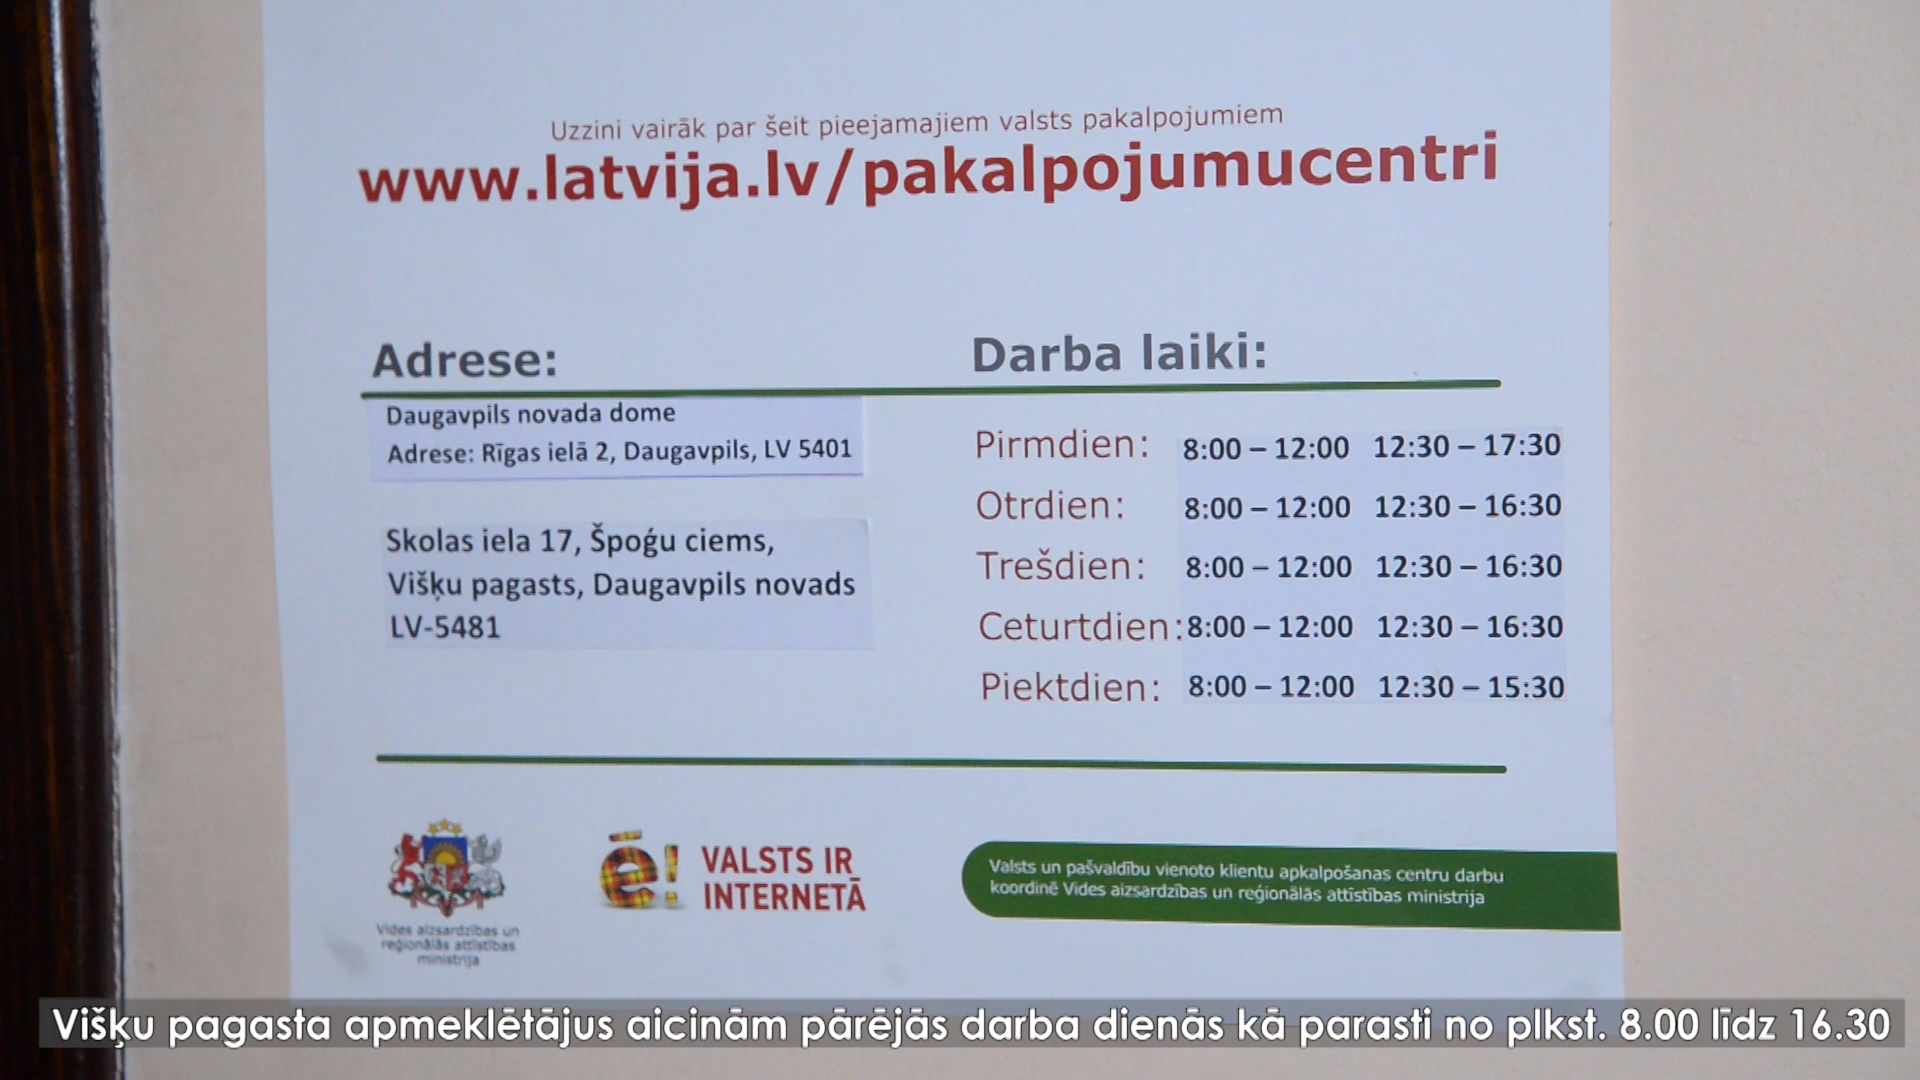 Uzzini vairāk par šeit pieejamajiem valsts pakalpojumiem
www.latvija.lv/pakalpojumucentri
Adrese:
Daugavpils novada dome
Adrese: Rīgas ielā 2, Daugavpils, LV 5401
Skolas iela 17, Špoģu ciems,
Višķu pagasts, Daugavpils novads
LV-5481
Darba laiki:
Pirmdien: 8:00 – 12:00 12:30 – 17:30
Otrdien: 8:00 – 12:00 12:30 – 16:30
Trešdien: 8:00 – 12:00 12:30 – 16:30
Ceturtdien: 8:00 – 12:00 12:30 – 16:30
Piektdien: 8:00 – 12:00 12:30 – 15:30
Vides aizsardzības un
reģionālās attīstības
ministrija
ē! VALSTS IR
INTERNETĀ
Valsts un pašvaldību vienoto klientu apkalpošanas centru darbu
koordinē Vides aizsardzības un reģionālās attīstības ministrija
Višķu pagasta apmeklētājus aicinām pārējās darba dienās kā parasti no plkst. 8.00 līdz 16.30